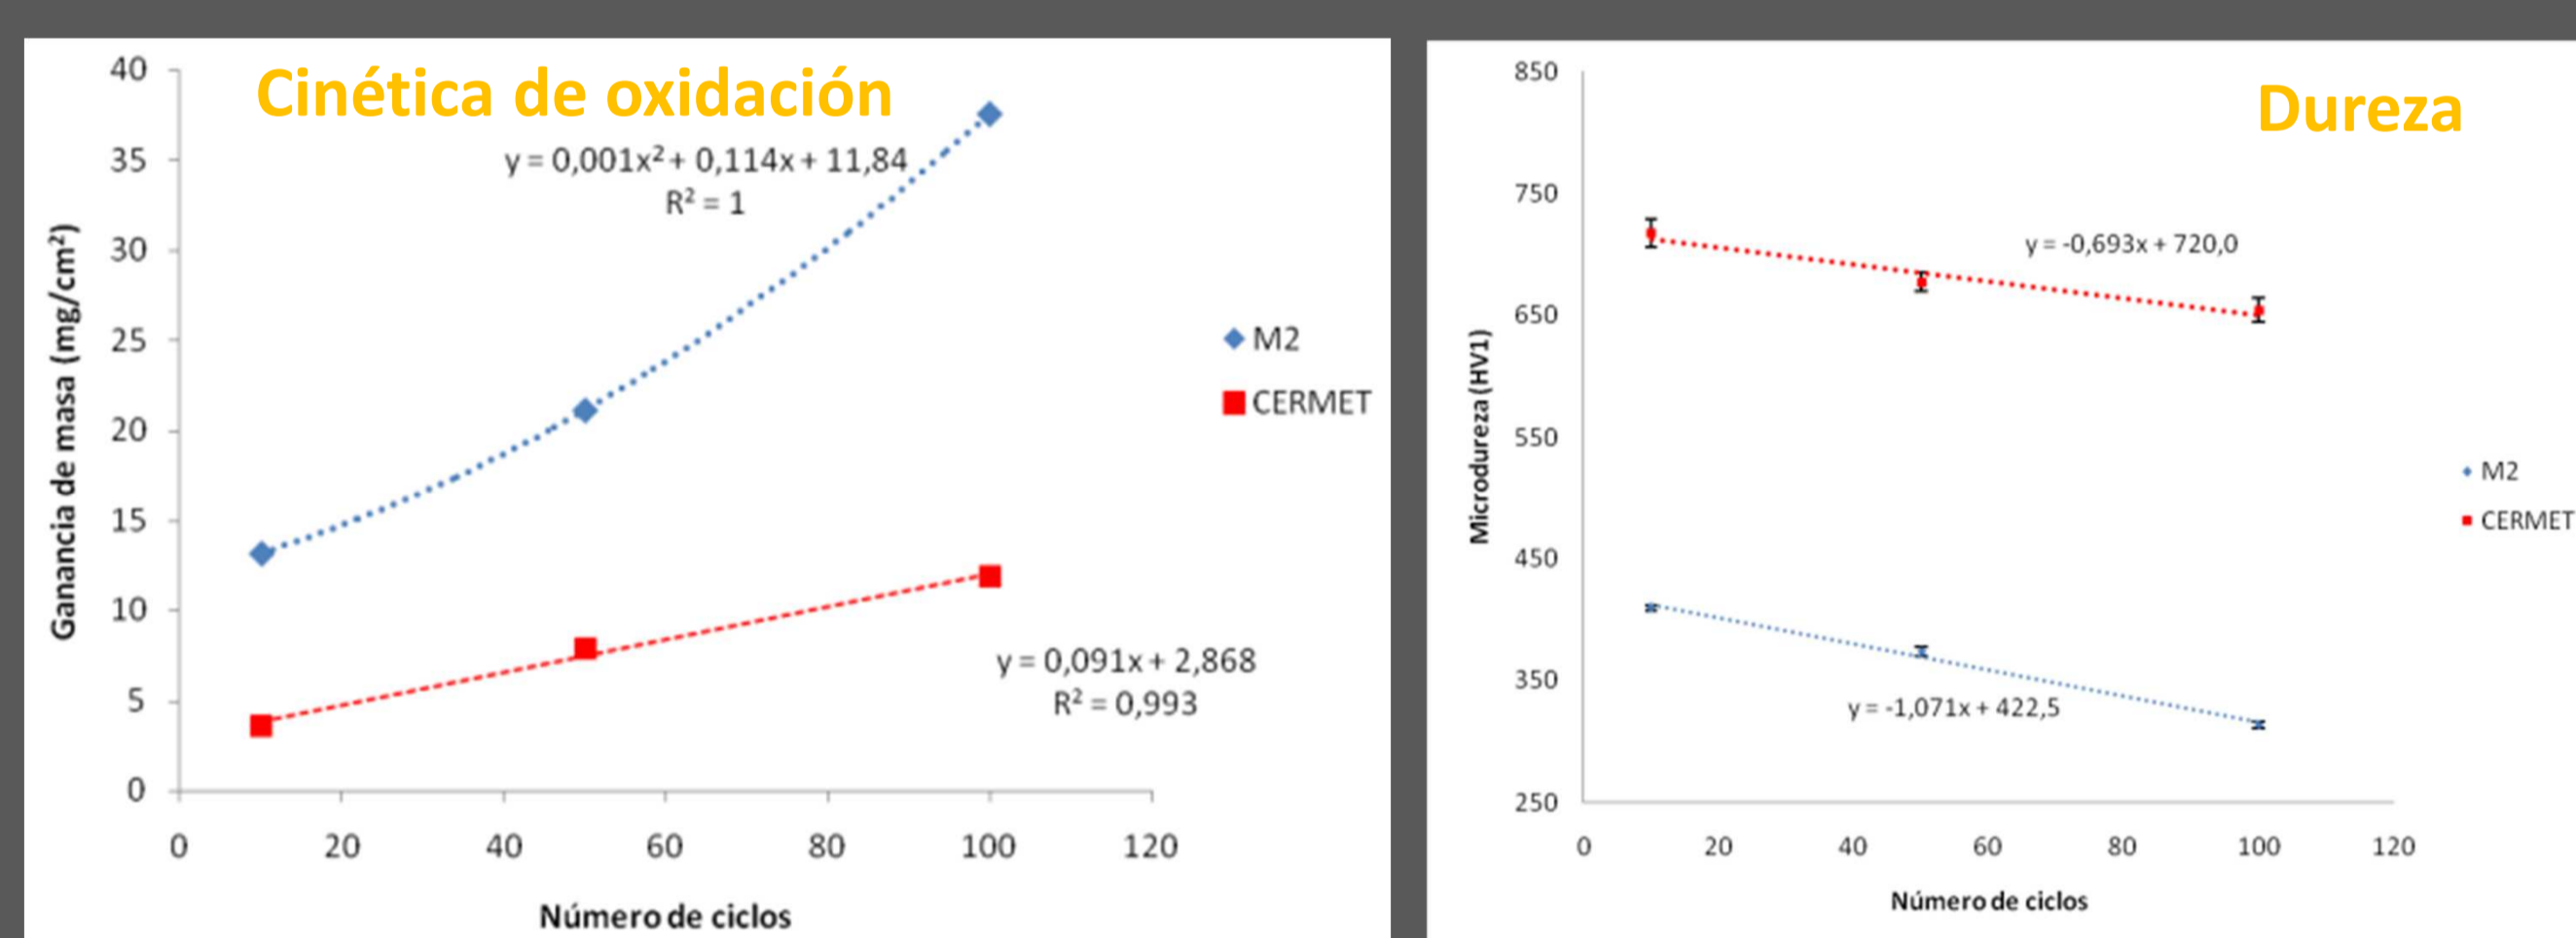 Cinética de oxidación
y = 0,001x² + 0,114x + 11,84
R² = 1
40
35
30
25
20
15
10
5
0
Ganancia de masa (mg/cm²)
M2
CERMET
y = 0,091x + 2,868
R² = 0,993
0 20 40 60 80 100 120
Número de ciclos
Dureza
850
750
650
550
450
350
250
Microdureza (HV1)
y = -0,693x + 720,0
M2
CERMET
y = -1,071x + 422,5
0 20 40 60 80 100 120
Número de ciclos